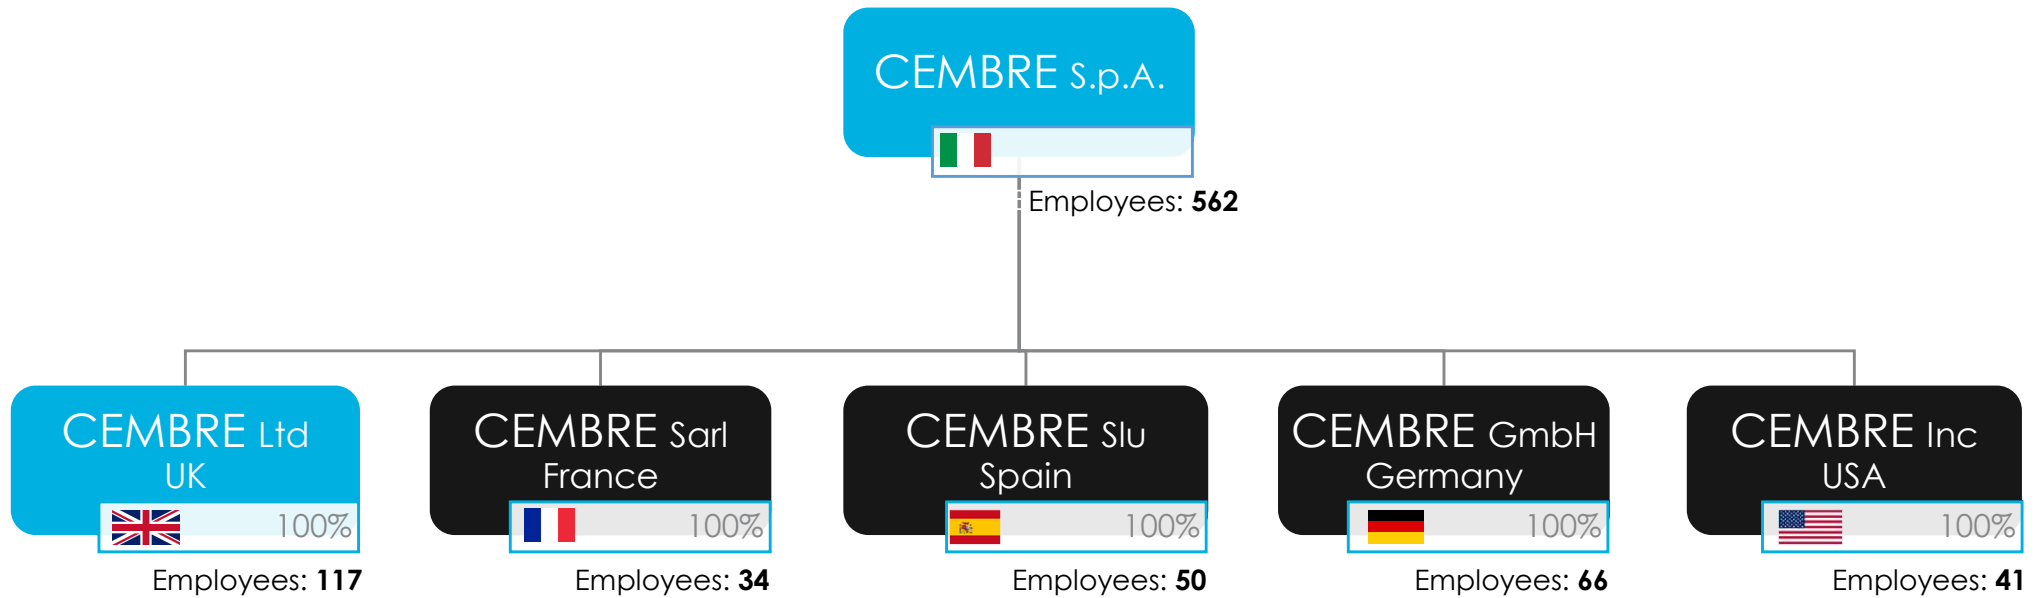 CEMBRE S.p.A.
Employees: 562
CEMBRE Ltd
UK
100%
Employees: 117
CEMBRE Sarl
France
100%
Employees: 34
CEMBRE Slu
Spain
100%
Employees: 50
CEMBRE GmbH
Germany
100%
Employees: 66
CEMBRE Inc
USA
100%
Employees: 41